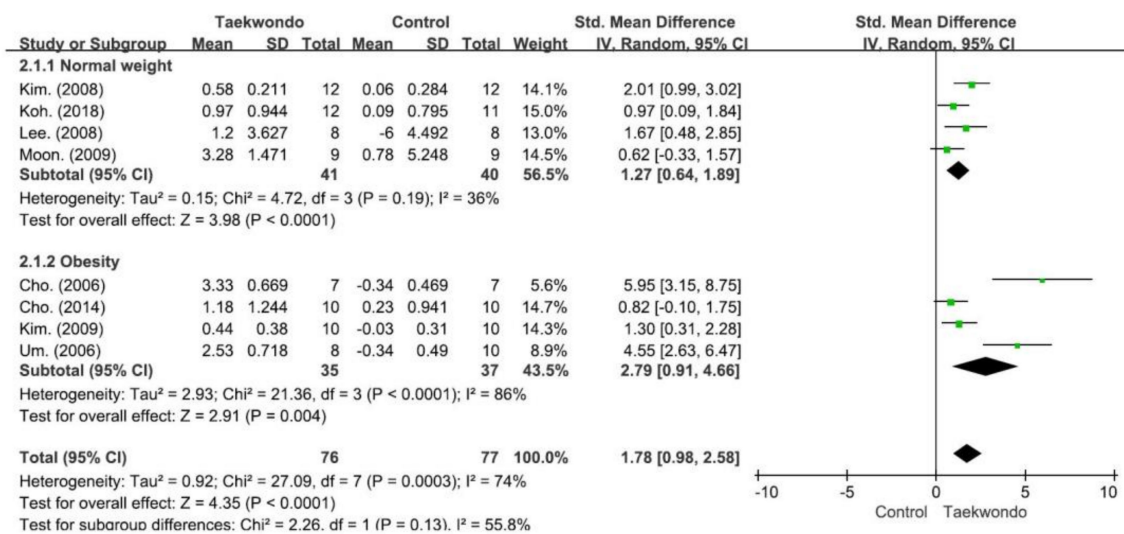 Taekwondo Control Std. Mean Difference Std. Mean Difference
Study or Subgroup Mean SD Total Mean SD Total Weight IV, Random, 95% CI IV, Random, 95% CI
2.1.1 Normal weight
Kim. (2008) 0.58 0.211 12 0.06 0.284 12 14.1% 2.01 [0.99, 3.02]
Koh. (2018) 0.97 0.944 12 0.09 0.795 11 15.0% 0.97 [0.09, 1.84]
Lee. (2008) 1.2 3.627 8 -6 4.492 8 13.0% 1.67 [0.48, 2.85]
Moon. (2009) 3.28 1.471 9 0.78 5.248 9 14.5% 0.62 [-0.33, 1.57]
Subtotal (95% CI) 41 40 56.5% 1.27 [0.64, 1.89]
Heterogeneity: Tau² = 0.15; Chi² = 4.72, df = 3 (P = 0.19); I² = 36%
Test for overall effect: Z = 3.98 (P < 0.0001)
2.1.2 Obesity
Cho. (2006) 3.33 0.669 7 -0.34 0.469 7 5.6% 5.95 [3.15, 8.75]
Cho. (2014) 1.18 1.244 10 0.23 0.941 10 14.7% 0.82 [-0.10, 1.75]
Kim. (2009) 0.44 0.38 10 -0.03 0.31 10 14.3% 1.30 [0.31, 2.28]
Um. (2006) 2.53 0.718 8 -0.34 0.49 10 8.9% 4.55 [2.63, 6.47]
Subtotal (95% CI) 35 37 43.5% 2.79 [0.91, 4.66]
Heterogeneity: Tau² = 2.93; Chi² = 21.36, df = 3 (P < 0.0001); I² = 86%
Test for overall effect: Z = 2.91 (P = 0.004)
Total (95% CI) 76 77 100.0% 1.78 [0.98, 2.58]
Heterogeneity: Tau² = 0.92; Chi² = 27.09, df = 7 (P = 0.0003); I² = 74%
Test for overall effect: Z = 4.35 (P < 0.0001)
Test for subgroup differences: Chi² = 2.26, df = 1 (P = 0.13), I² = 55.8%
-10 -5 0 5 10
Control Taekwondo